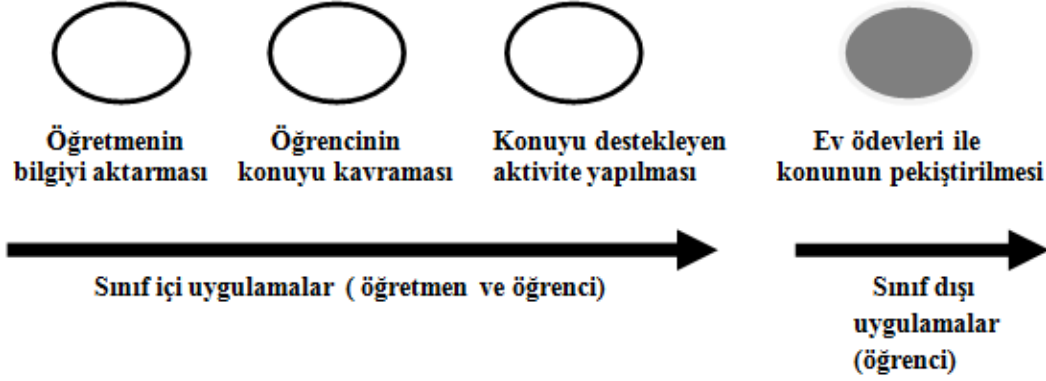 Öğretmenin
bilgiyi aktarması
Öğrencinin
konuyu kavraması
Konuyu destekleyen
aktivite yapılması
Ev ödevleri ile
konunun pekiştirilmesi
Sınıf içi uygulamalar ( öğretmen ve öğrenci)
Sınıf dışı
uygulamalar
(öğrenci)